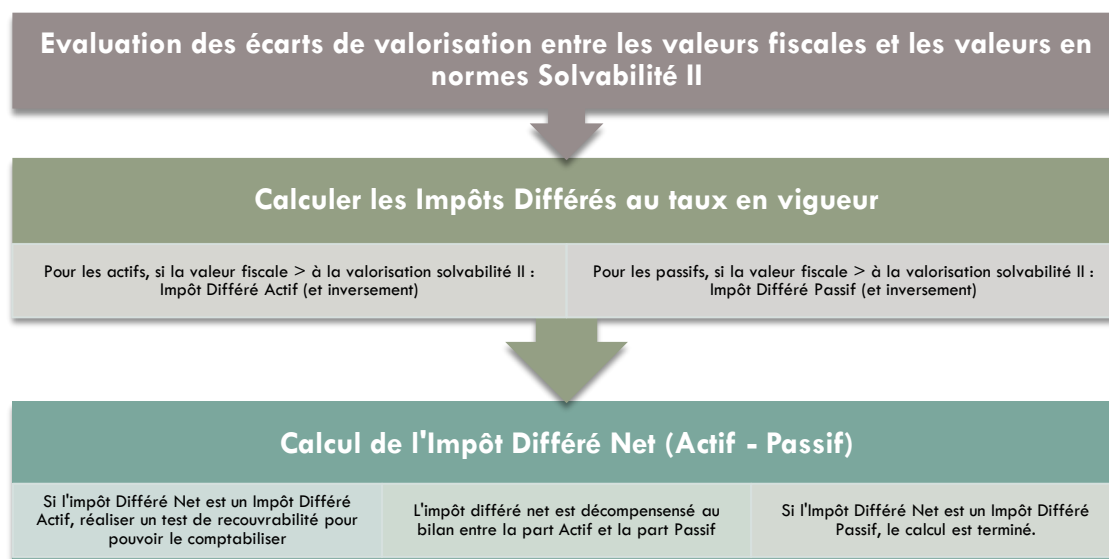 Evaluation des écarts de valorisation entre les valeurs fiscales et les valeurs en
normes Solvabilité II
Calculer les Impôts Différés au taux en vigueur
Pour les actifs, si la valeur fiscale > à la valorisation solvabilité II :
Impôt Différé Actif (et inversement)
Pour les passifs, si la valeur fiscale > à la valorisation solvabilité II :
Impôt Différé Passif (et inversement)
Calcul de l'Impôt Différé Net (Actif - Passif)
Si l'impôt Différé Net est un Impôt Différé
Actif, réaliser un test de recouvrabilité pour
pouvoir le comptabiliser
L'impôt différé net est décompensé au
bilan entre la part Actif et la part Passif
Si l'Impôt Différé Net est un Impôt Différé
Passif, le calcul est terminé.